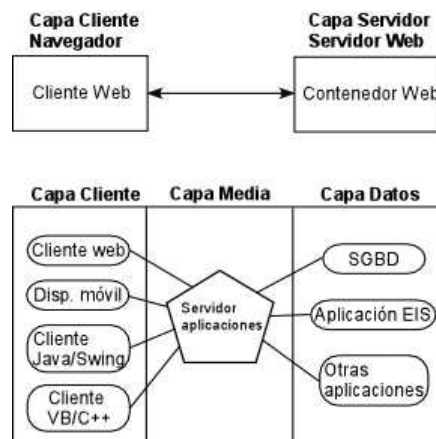 Capa Cliente
Navegador
Capa Servidor
Servidor Web
Cliente Web
Contenedor Web
Capa Cliente
Capa Media
Capa Datos
Cliente web
Disp. móvil
Cliente
Java/Swing
Cliente
VB/C++
Servidor
aplicaciones
SGBD
Aplicación EIS
Otras
aplicaciones